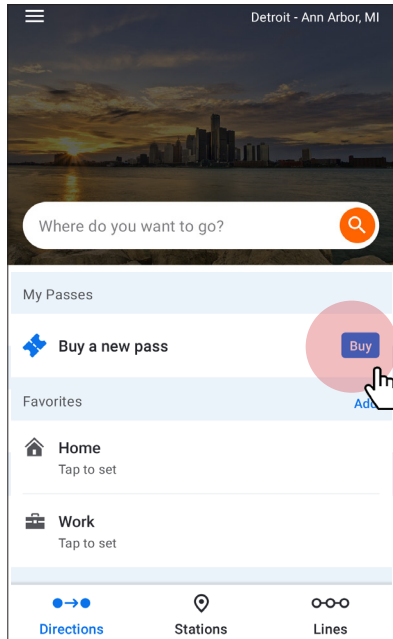 Detroit - Ann Arbor, MI
Where do you want to go?
My Passes
Buy a new pass
Buy
Favorites
Add
Home
Tap to set
Work
Tap to set
Directions
Stations
Lines